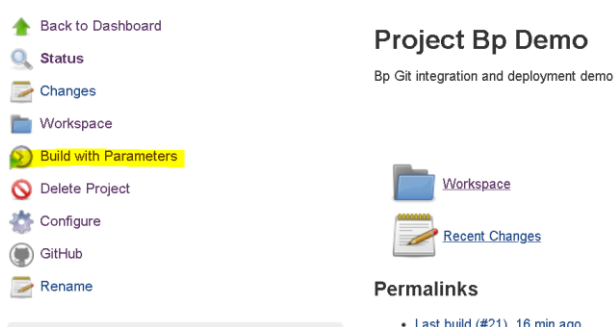 Back to Dashboard
Status
Changes
Workspace
Build with Parameters
Delete Project
Configure
GitHub
Rename
Project Bp Demo
Bp Git integration and deployment demo
Workspace
Recent Changes
Permalinks
Last build (#21), 16 min ago